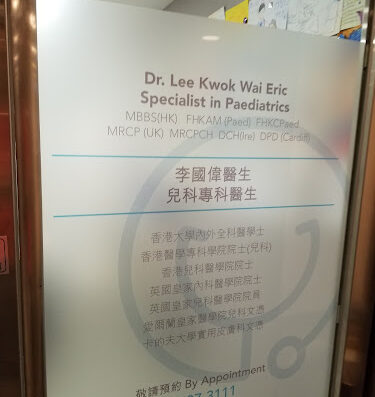 Dr. Lee Kwok Wai Eric
Specialist in Paediatrics
MBBS(HK) FHKAM (Paed) FHKCPaed
MRCP (UK) MRCPCH DCH(Ire) DPD (Cardiff)
李國偉醫生
兒科專科醫生
香港大學內外全科醫學士
香港醫學專科學院院士(兒科)
香港兒科醫學院院士
英國皇家內科醫學院院士
英國皇家兒科醫學院院員
愛爾蘭皇家醫學院兒科文憑
卡的夫大學實用皮膚科文憑
敬請預約 By Appointment
7 3111